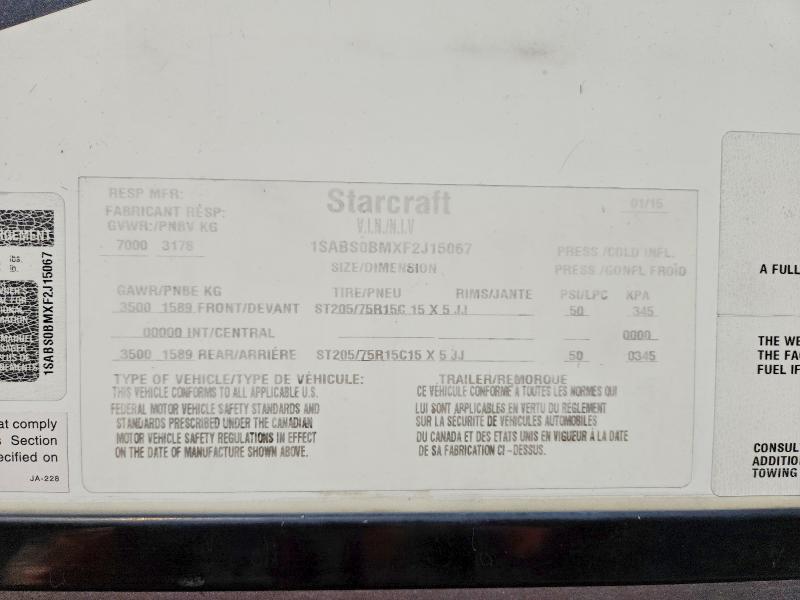 RESP MFR: Starcraft 01/15
FABRICANT RÉSP: V.I.N./N.I.V
GVWR:/PNBV KG
7000 3178 1SABS0BMXF2J15067 PRESS /COLD INFL.
SIZE/DIMENSION PRESS /GONFL FROÏD
GAWR/PNBE KG TIRE/PNEU RIMS/JANTE PSI/LPC KPA
3500 1589 FRONT/DEVANT ST205/75R15C 15 X 5 JJ 50 345
00000 INT/CENTRAL 0000
3500 1589 REAR/ARRIÉRE ST205/75R15C15 X 5 JJ 50 0345
TYPE OF VEHICLE/TYPE DE VÉHICULE: TRAILER/REMORQUE
THIS VEHICLE CONFORMS TO ALL APPLICABLE U.S.
FEDERAL MOTOR VEHICLE SAFETY STANDARDS AND
STANDARDS PRESCRIBED UNDER THE CANADIAN
MOTOR VEHICLE SAFETY REGULATIONS IN EFFECT
ON THE DATE OF MANUFACTURE SHOWN ABOVE.
CE VÉHICULE CONFORME A TOUTES LES NORMES QUI
LUI SONT APPLICABLES EN VERTU DU RÈGLEMENT
SUR LA SÉCURITÉ DE VÉHICULES AUTOMOBILES
DU CANADA ET DES ÉTATS UNIS EN VIGUEUR À LA DATE
DE SA FABRICATION CI-DESSUS.
lbs.
lb.
1SABS0BMXF2J15067
at comply
s Section
ecified on
JA-228
A FULL
THE WE
THE FAC
FUEL IF
CONSUL
ADDITIO
TOWING